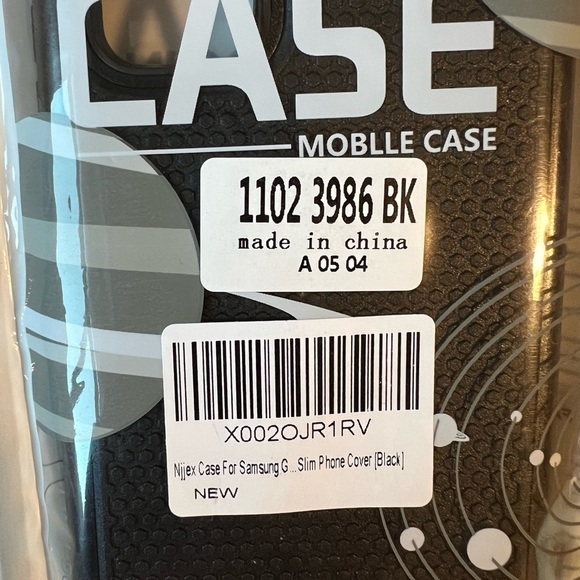 CASE
MOBLLE CASE
1102 3986 BK
made in china
A 05 04
X002OJR1RV
Njjex Case For Samsung G...Slim Phone Cover [Black]
NEW